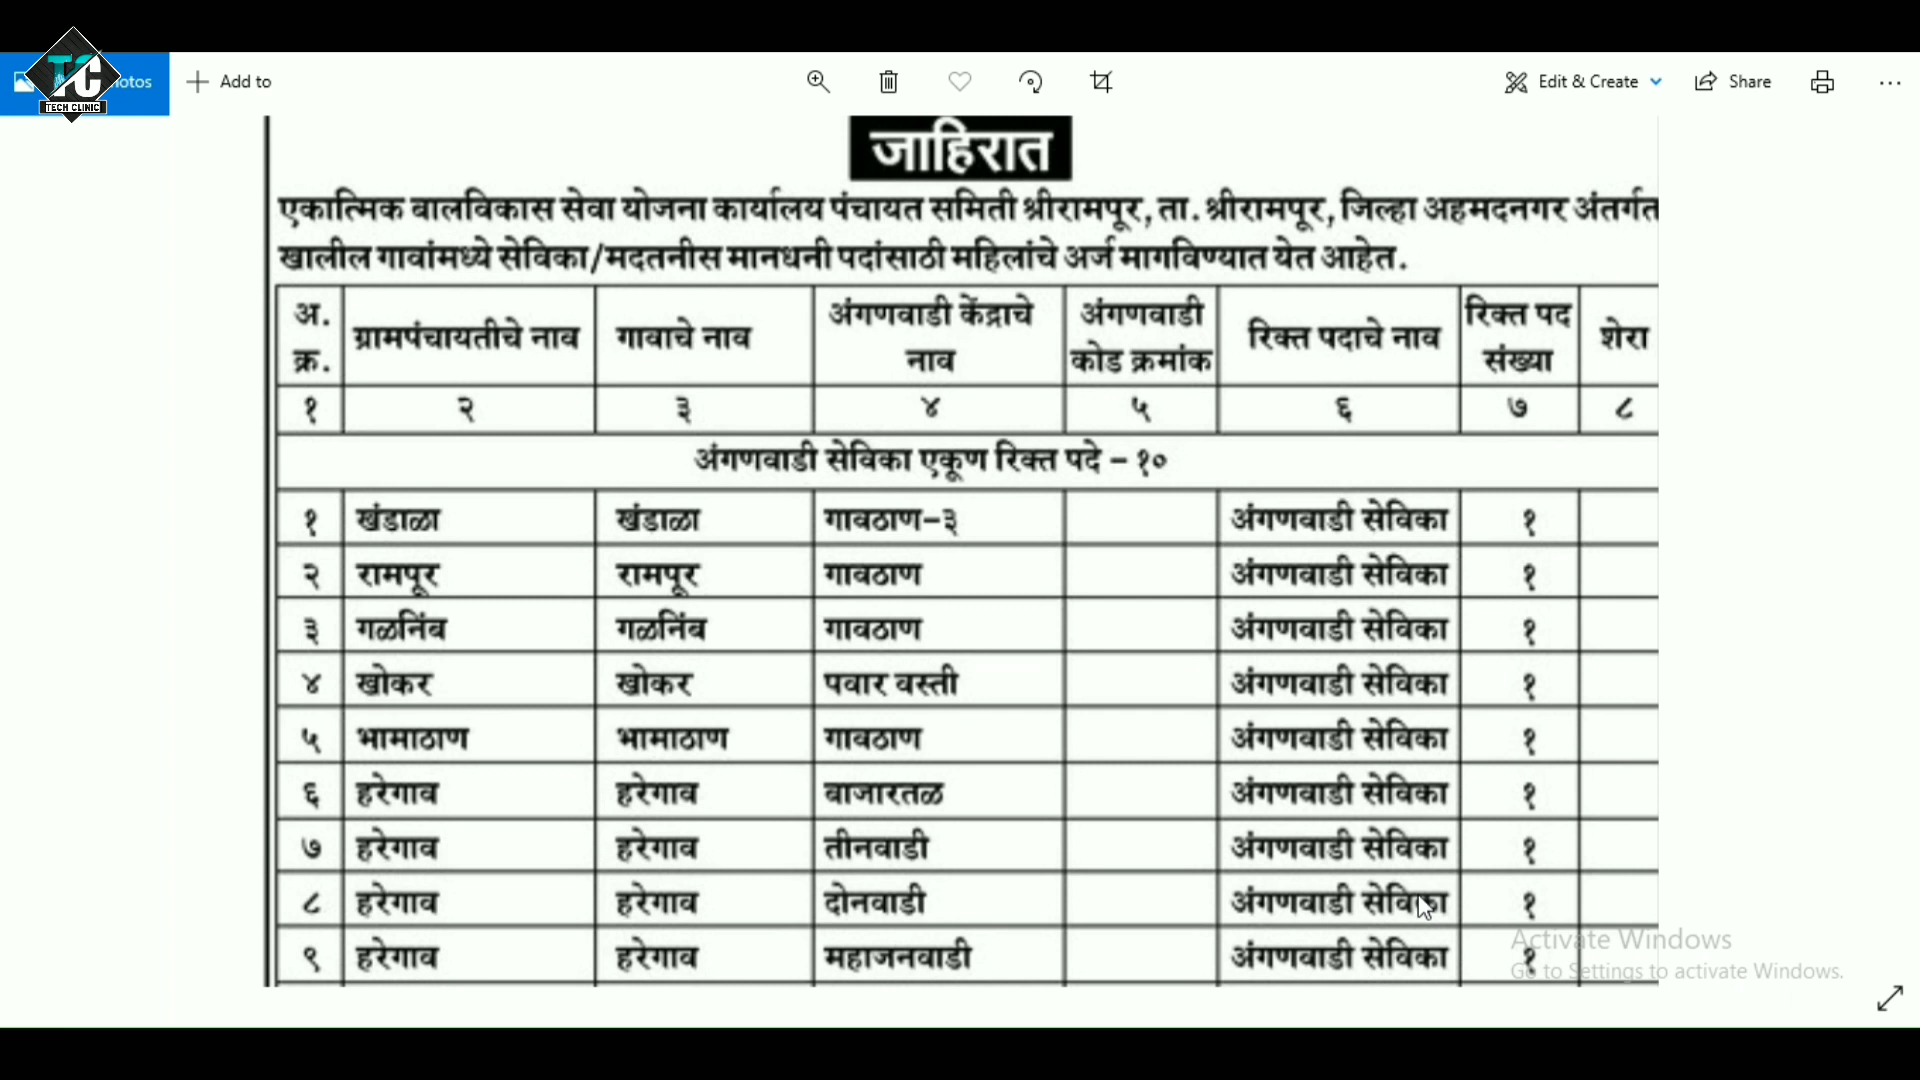 TC
TECH CLINIC
otos
Add to
Edit & Create
Share
जाहिरात
एकात्मिक बालविकास सेवा योजना कार्यालय पंचायत समिती श्रीरामपूर, ता. श्रीरामपूर, जिल्हा अहमदनगर अंतर्गत
खालील गावांमध्ये सेविका/मदतनीस मानधनी पदांसाठी महिलांचे अर्ज मागविण्यात येत आहेत.
अ. क्र. ग्रामपंचायतीचे नाव गावाचे नाव अंगणवाडी केंद्राचे नाव अंगणवाडी कोड क्रमांक रिक्त पदाचे नाव रिक्त पद संख्या शेरा
१ २ ३ ४ ५ ६ ७ ८
अंगणवाडी सेविका एकूण रिक्त पदे – १०
१ खंडाळा खंडाळा गावठाण-३ अंगणवाडी सेविका १
२ रामपूर रामपूर गावठाण अंगणवाडी सेविका १
३ गळनिंब गळनिंब गावठाण अंगणवाडी सेविका १
४ खोकर खोकर पवार वस्ती अंगणवाडी सेविका १
५ भामाठाण भामाठाण गावठाण अंगणवाडी सेविका १
६ हरेगाव हरेगाव बाजारतळ अंगणवाडी सेविका १
७ हरेगाव हरेगाव तीनवाडी अंगणवाडी सेविका १
८ हरेगाव हरेगाव दोनवाडी अंगणवाडी सेविका १
९ हरेगाव हरेगाव महाजनवाडी अंगणवाडी सेविका १
Activate Windows
Go to Settings to activate Windows.